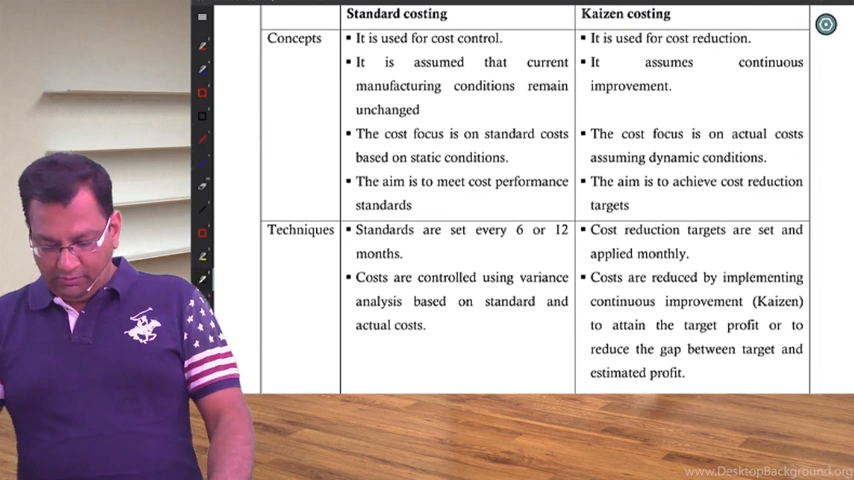 Standard costing Kaizen costing
Concepts ▪ It is used for cost control. ▪ It is used for cost reduction.
▪ It is assumed that current ▪ It assumes continuous
manufacturing conditions remain improvement.
unchanged
▪ The cost focus is on standard costs ▪ The cost focus is on actual costs
based on static conditions. assuming dynamic conditions.
▪ The aim is to meet cost performance ▪ The aim is to achieve cost reduction
standards targets
Techniques ▪ Standards are set every 6 or 12 ▪ Cost reduction targets are set and
months. applied monthly.
▪ Costs are controlled using variance ▪ Costs are reduced by implementing
analysis based on standard and continuous improvement (Kaizen)
actual costs. to attain the target profit or to
reduce the gap between target and
estimated profit.
www.DesktopBackground.org